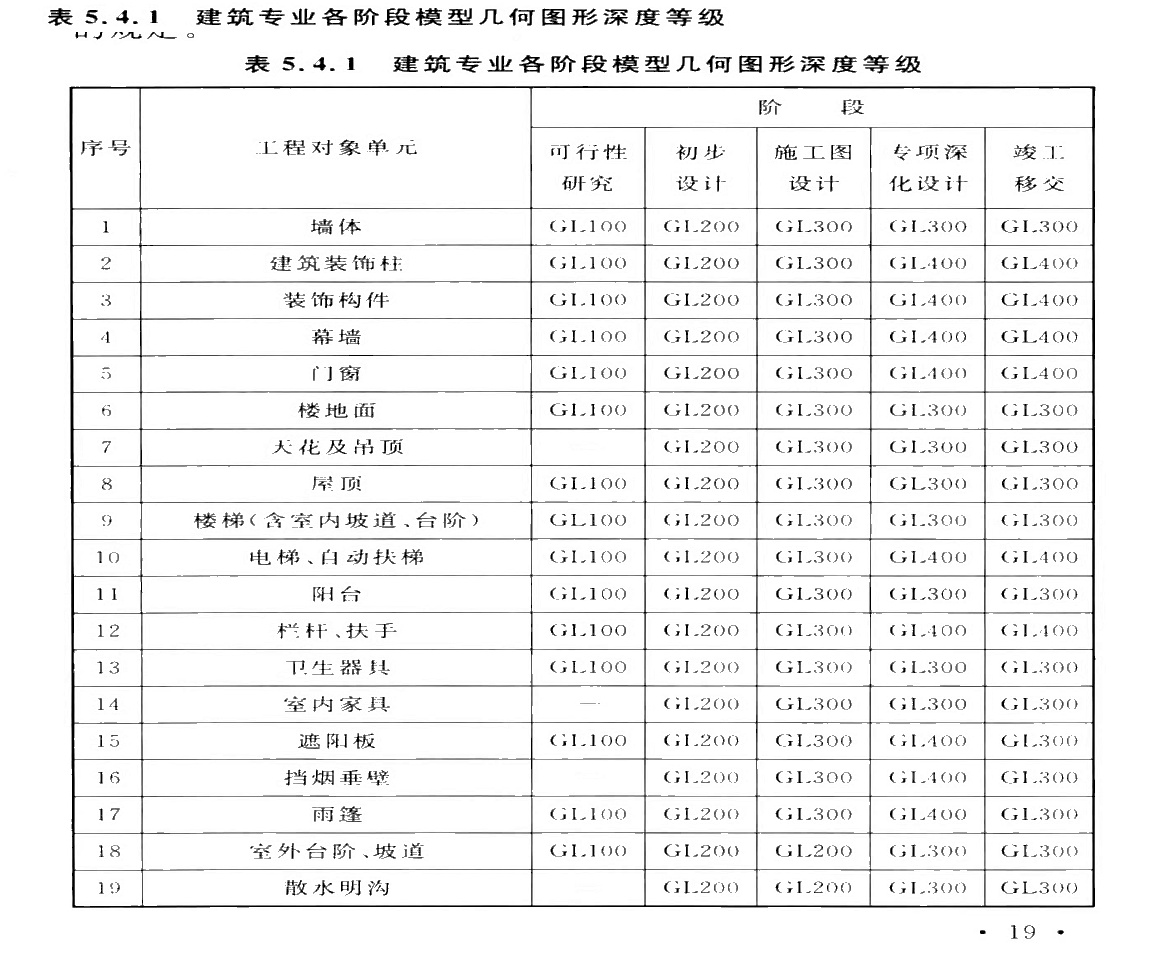 表 5.4.1 建筑专业各阶段模型几何图形深度等级
的规定。
表 5.4.1 建筑专业各阶段模型几何图形深度等级
序号 工程对象单元 阶 段
可行性研究 初步设计 施工图设计 专项深化设计 竣工移交
1 墙体 GL100 GL200 GL300 GL300 GL300
2 建筑装饰柱 GL100 GL200 GL300 GL400 GL400
3 装饰构件 GL100 GL200 GL300 GL400 GL400
4 幕墙 GL100 GL200 GL300 GL400 GL400
5 门窗 GL100 GL200 GL300 GL400 GL400
6 楼地面 GL100 GL200 GL300 GL300 GL300
7 天花及吊顶 GL200 GL300 GL300 GL300
8 屋顶 GL100 GL200 GL300 GL300 GL300
9 楼梯(含室内坡道、台阶) GL100 GL200 GL300 GL300 GL300
10 电梯、自动扶梯 GL100 GL200 GL300 GL400 GL400
11 阳台 GL100 GL200 GL300 GL300 GL300
12 栏杆、扶手 GL100 GL200 GL300 GL400 GL400
13 卫生器具 GL100 GL200 GL300 GL300 GL300
14 室内家具 — GL200 GL300 GL300 GL300
15 遮阳板 GL100 GL200 GL300 GL400 GL300
16 挡烟垂壁 GL200 GL300 GL400 GL300
17 雨篷 GL100 GL200 GL300 GL400 GL300
18 室外台阶、坡道 GL100 GL200 GL200 GL300 GL300
19 散水明沟 GL200 GL200 GL300 GL300
· 19 ·